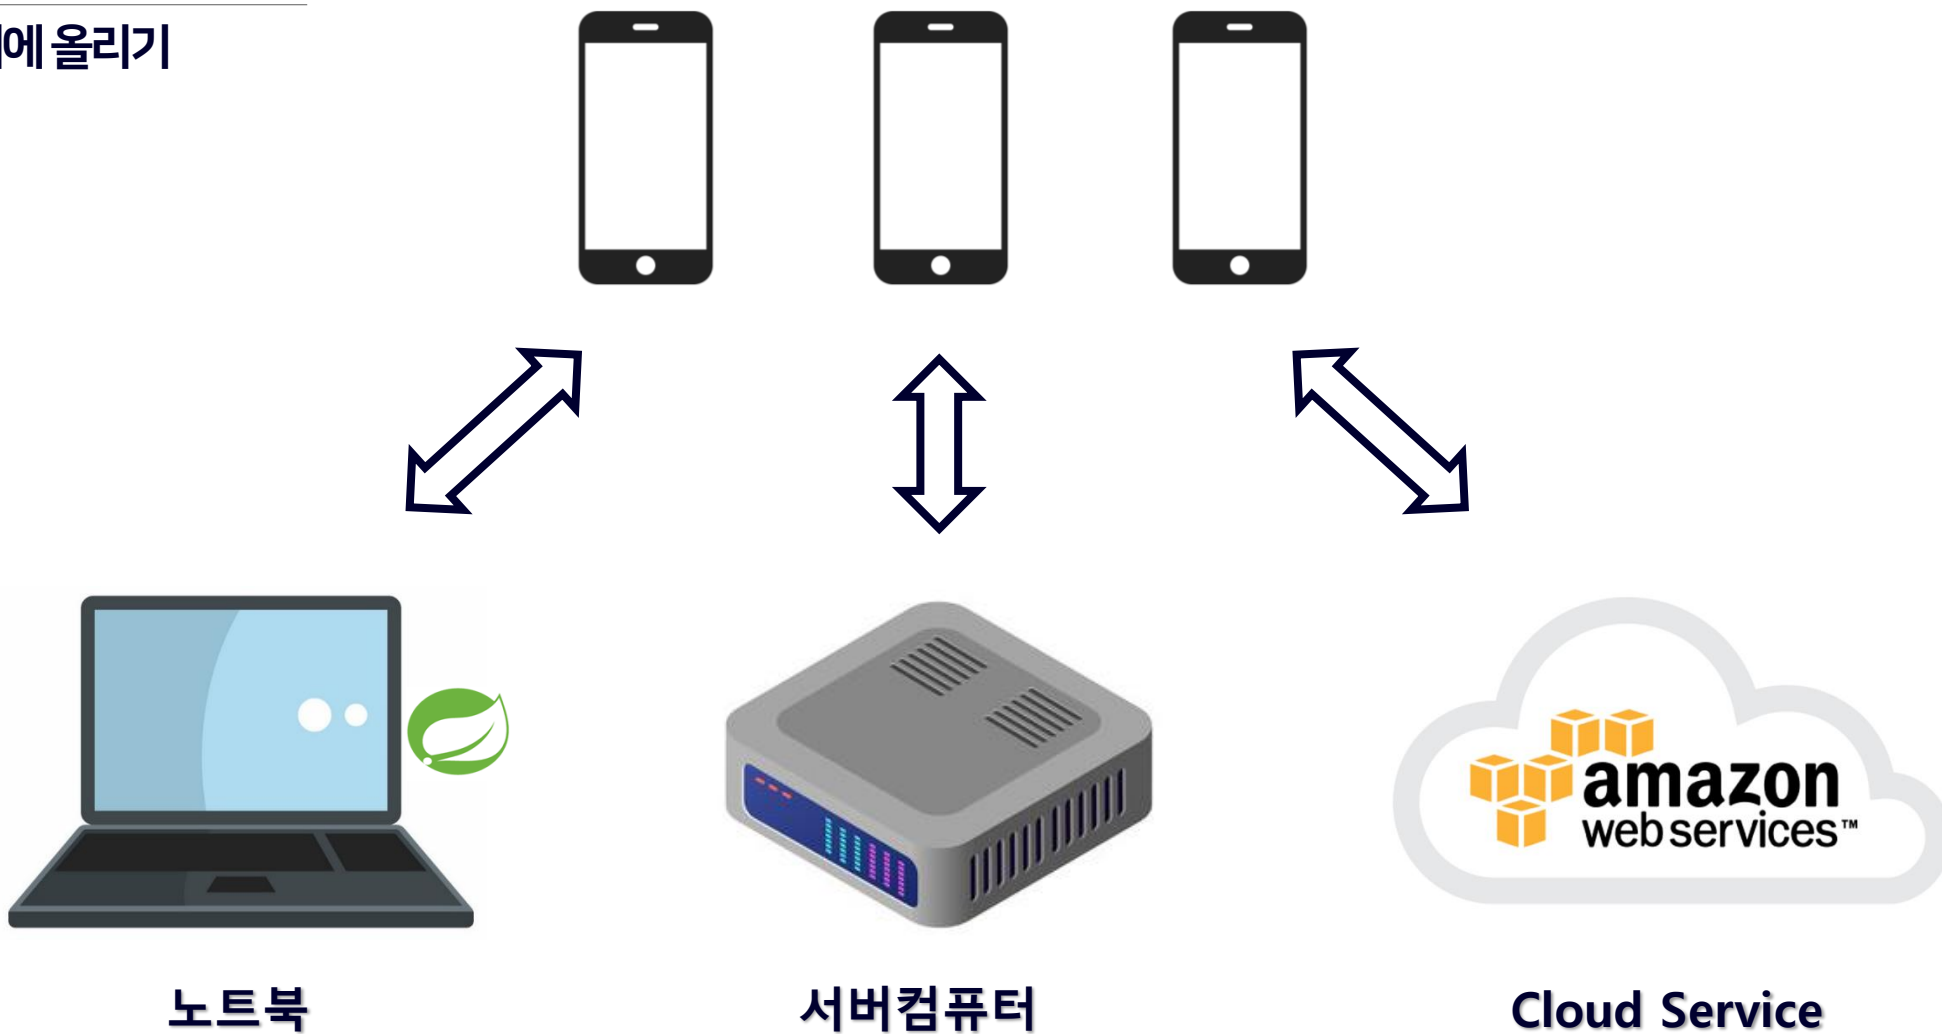 에 올리기
amazon
web services™
노트북
서버컴퓨터
Cloud Service